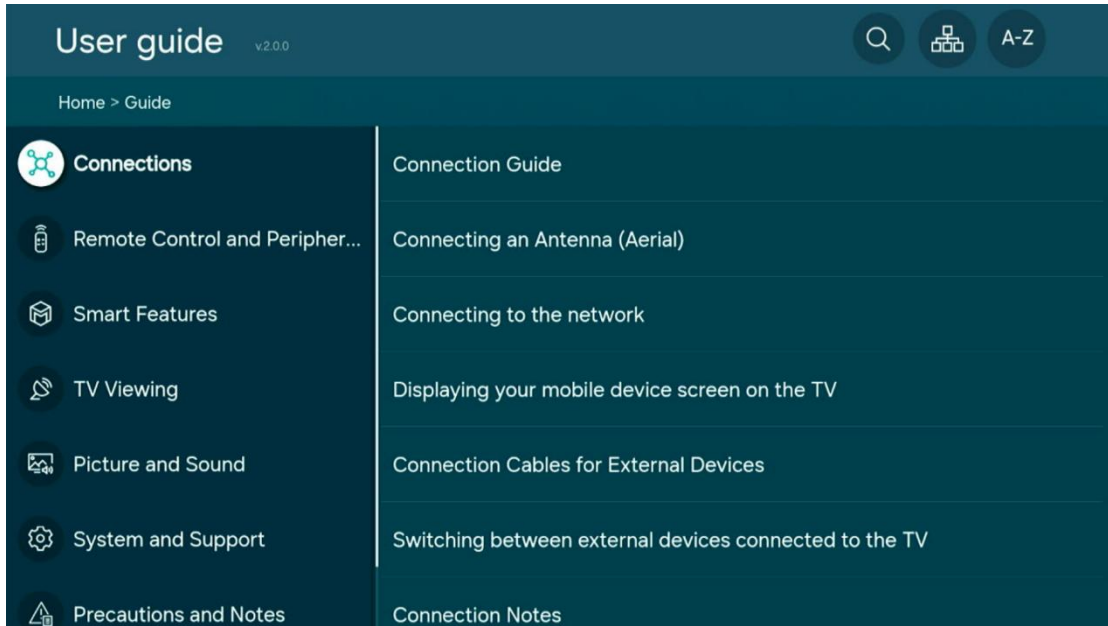 User guide v.2.0.0
A-Z
Home > Guide
Connections
Remote Control and Peripher...
Smart Features
TV Viewing
Picture and Sound
System and Support
Precautions and Notes
Connection Guide
Connecting an Antenna (Aerial)
Connecting to the network
Displaying your mobile device screen on the TV
Connection Cables for External Devices
Switching between external devices connected to the TV
Connection Notes